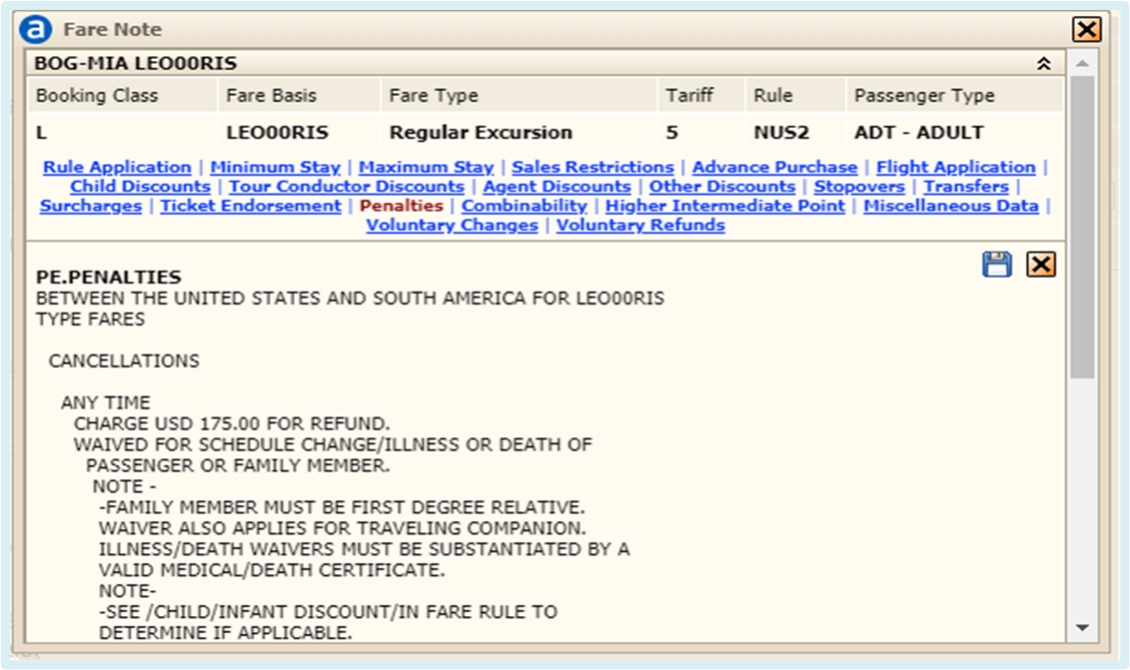 a Fare Note
BOG-MIA LEO00RIS
Booking Class Fare Basis Fare Type Tariff Rule Passenger Type
L LEO00RIS Regular Excursion 5 NUS2 ADT - ADULT
Rule Application | Minimum Stay | Maximum Stay | Sales Restrictions | Advance Purchase | Flight Application |
Child Discounts | Tour Conductor Discounts | Agent Discounts | Other Discounts | Stopovers | Transfers |
Surcharges | Ticket Endorsement | Penalties | Combinability | Higher Intermediate Point | Miscellaneous Data |
Voluntary Changes | Voluntary Refunds
PE.PENALTIES
BETWEEN THE UNITED STATES AND SOUTH AMERICA FOR LEO00RIS
TYPE FARES
CANCELLATIONS
ANY TIME
CHARGE USD 175.00 FOR REFUND.
WAIVED FOR SCHEDULE CHANGE/ILLNESS OR DEATH OF
PASSENGER OR FAMILY MEMBER.
NOTE -
-FAMILY MEMBER MUST BE FIRST DEGREE RELATIVE.
WAIVER ALSO APPLIES FOR TRAVELING COMPANION.
ILLNESS/DEATH WAIVERS MUST BE SUBSTANTIATED BY A
VALID MEDICAL/DEATH CERTIFICATE.
NOTE-
-SEE /CHILD/INFANT DISCOUNT/IN FARE RULE TO
DETERMINE IF APPLICABLE.